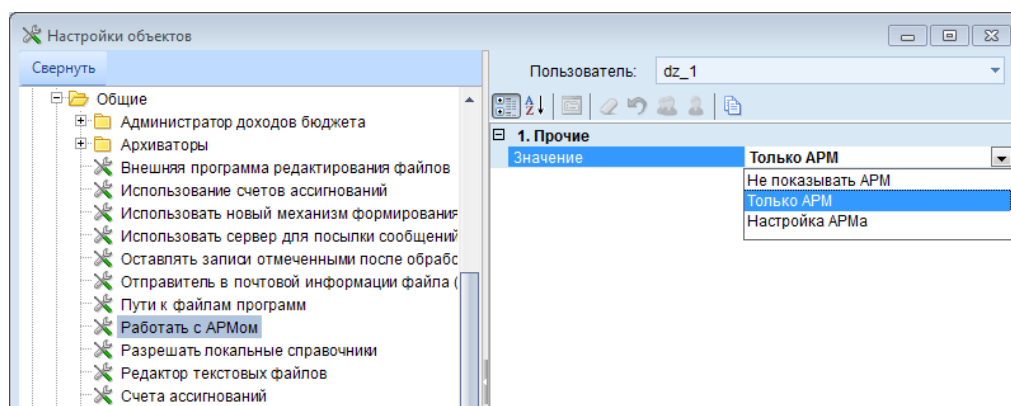 Настройки объектов
Свернуть
Общие
Администратор доходов бюджета
Архиваторы
Внешняя программа редактирования файлов
Использование счетов ассигнований
Использовать новый механизм формирования
Использовать сервер для посылки сообщений
Оставлять записи отмеченными после обрабо
Отправитель в почтовой информации файла (
Пути к файлам программ
Работать с АРМом
Разрешать локальные справочники
Редактор текстовых файлов
Счета ассигнований
Пользователь: dz_1
1. Прочие
Значение Только АРМ
Не показывать АРМ
Только АРМ
Настройка АРМа